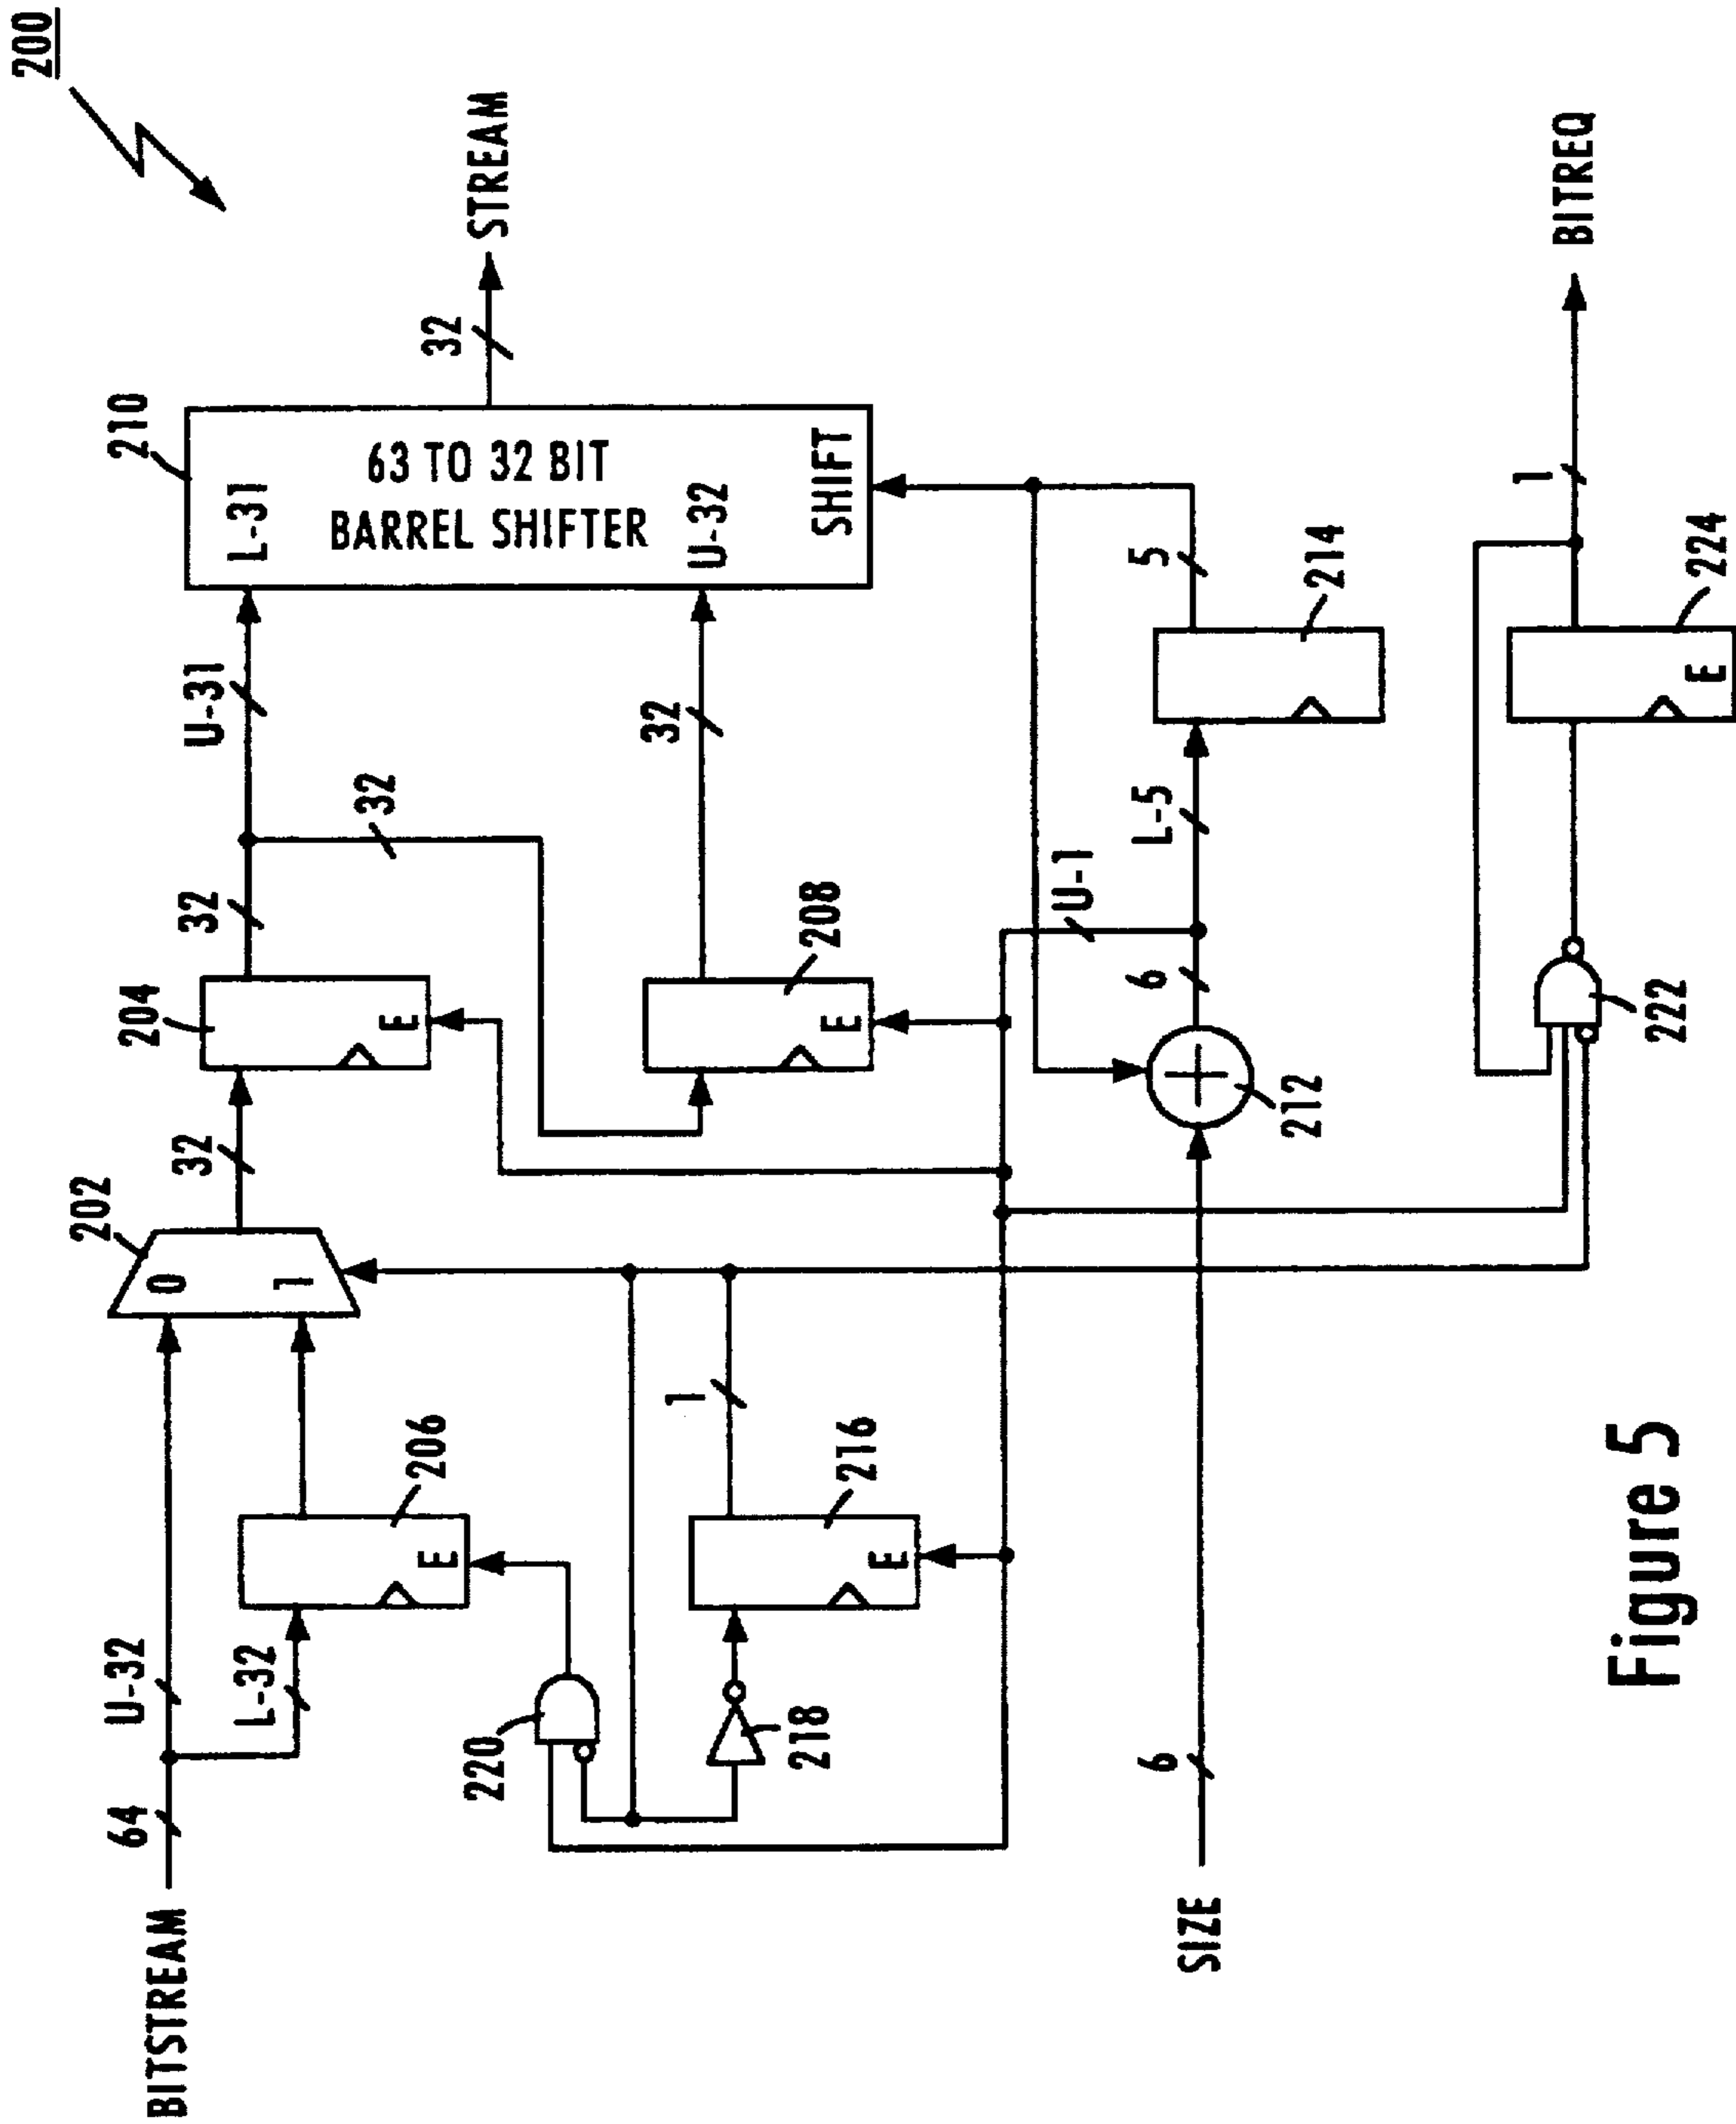 200
BITSTREAM
64
U-32
L-32
206
E
202
0
1
32
204
E
32
U-31
32
210
L-31
63 TO 32 BIT
BARREL SHIFTER
U-32
SHIFT
32
STREAM
220
218
216
E
1
208
E
32
SIZE
6
212
6
U-1
L-5
214
5
222
224
E
1
BITREQ
Figure 5